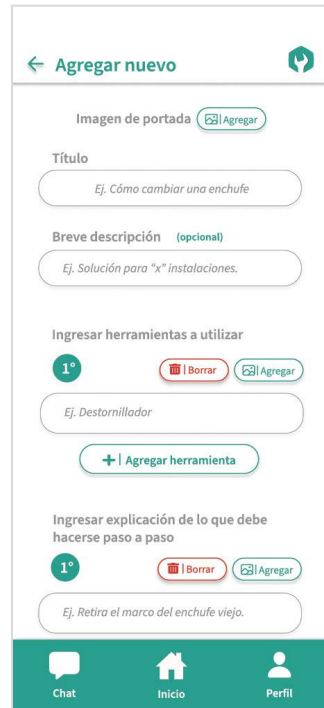 Agregar nuevo
Imagen de portada | Agregar
Título
Ej. Cómo cambiar una enchufe
Breve descripción (opcional)
Ej. Solución para “x” instalaciones.
Ingresar herramientas a utilizar
1° | Borrar | Agregar
Ej. Destornillador
+ | Agregar herramienta
Ingresar explicación de lo que debe
hacerse paso a paso
1° | Borrar | Agregar
Ej. Retira el marco del enchufe viejo.
Chat Inicio Perfil